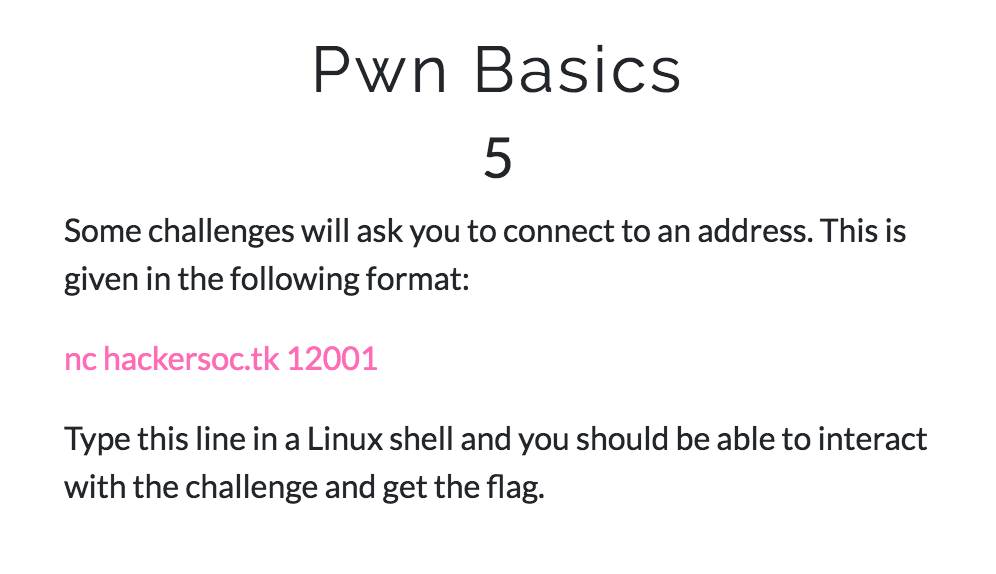 Pwn Basics
5
Some challenges will ask you to connect to an address. This is
given in the following format:
nc hackersoc.tk 12001
Type this line in a Linux shell and you should be able to interact
with the challenge and get the flag.